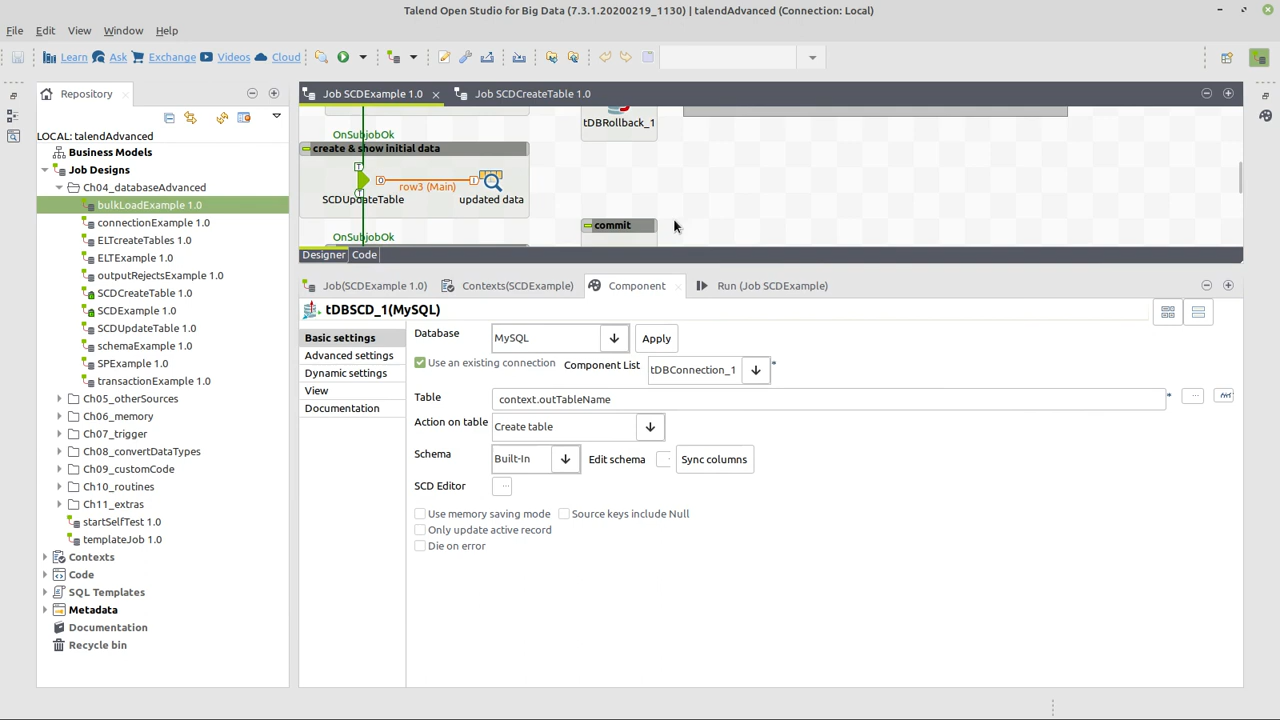 Talend Open Studio for Big Data (7.3.1.20200219_1130) | talendAdvanced (Connection: Local)
File Edit View Window Help
Learn Ask Exchange Videos Cloud
Repository
LOCAL: talendAdvanced
Business Models
Job Designs
Ch04_databaseAdvanced
bulkLoadExample 1.0
connectionExample 1.0
ELTcreateTables 1.0
ELTExample 1.0
outputRejectsExample 1.0
SCDCreateTable 1.0
SCDExample 1.0
SCDUpdateTable 1.0
schemaExample 1.0
SPExample 1.0
transactionExample 1.0
Ch05_otherSources
Ch06_memory
Ch07_trigger
Ch08_convertDataTypes
Ch09_customCode
Ch10_routines
Ch11_extras
startSelfTest 1.0
templateJob 1.0
Contexts
Code
SQL Templates
Metadata
Documentation
Recycle bin
Job SCDExample 1.0 Job SCDCreateTable 1.0
tDBRollback_1
OnSubjobOk
create & show initial data
row3 (Main)
SCDUpdateTable updated data
commit
OnSubjobOk
Designer Code
Job(SCDExample 1.0) Contexts(SCDExample) Component Run (Job SCDExample)
tDBSCD_1(MySQL)
Basic settings
Advanced settings
Dynamic settings
View
Documentation
Database MySQL Apply
Use an existing connection Component List tDBConnection_1 *
Table context.outTableName * ...
Action on table Create table
Schema Built-In Edit schema Sync columns
SCD Editor ...
Use memory saving mode Source keys include Null
Only update active record
Die on error